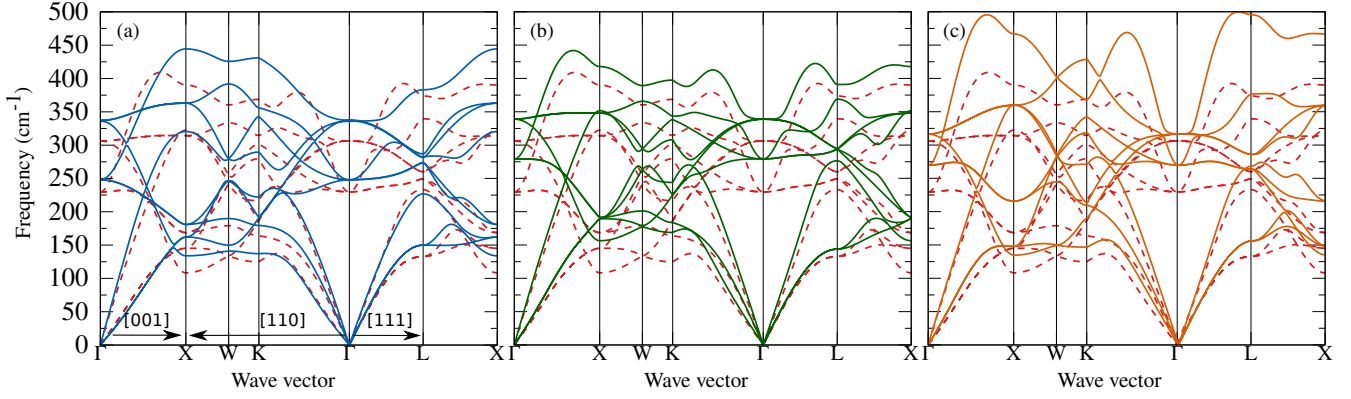 (a) (b) (c)
500
450
400
350
300
250
200
150
100
50
0
Frequency (cm⁻¹)
[001] [110] [111]
Γ X W K Γ L X
Γ X W K Γ L X
Γ X W K Γ L X
Wave vector Wave vector Wave vector